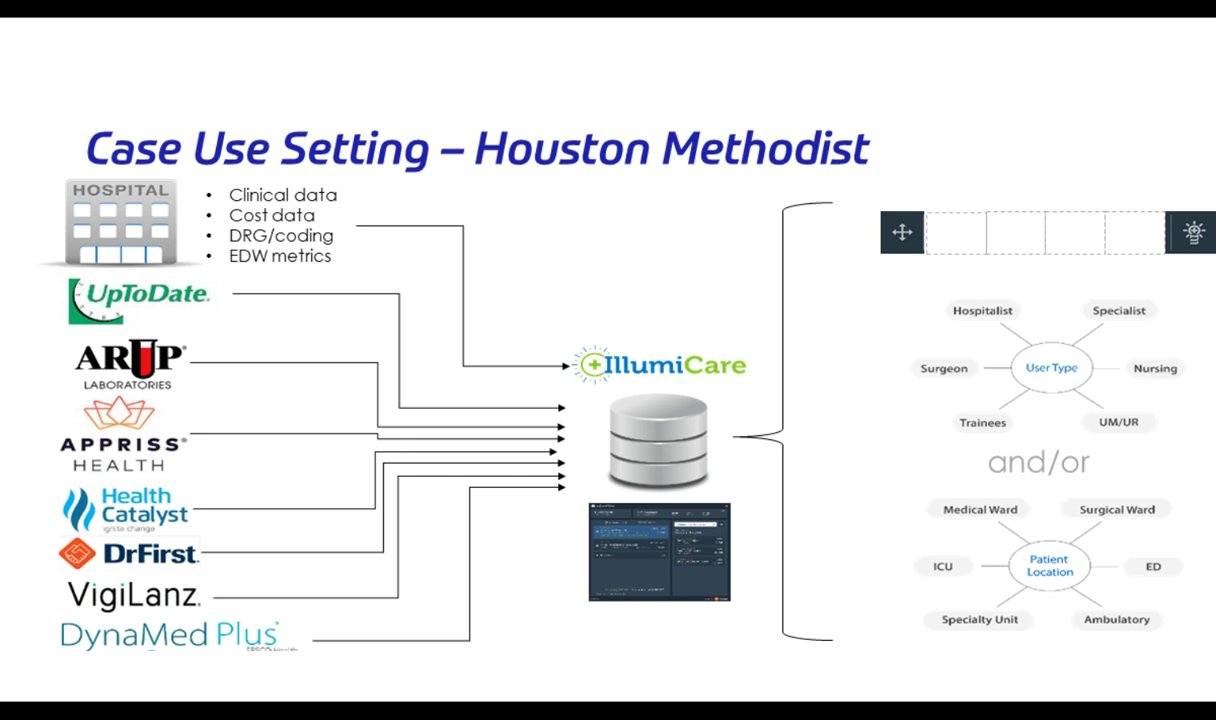 Case Use Setting – Houston Methodist
HOSPITAL
• Clinical data
• Cost data
• DRG/coding
• EDW metrics
UpToDate®
ARUP®
LABORATORIES
APPRISS®
HEALTH
Health
Catalyst
ignite change
DrFirst.
VigiLanz.
DynaMed Plus
EBSCO Health
IllumiCare
Hospitalist
Specialist
Surgeon
User Type
Nursing
Trainees
UM/UR
and/or
Medical Ward
Surgical Ward
ICU
Patient
Location
ED
Specialty Unit
Ambulatory